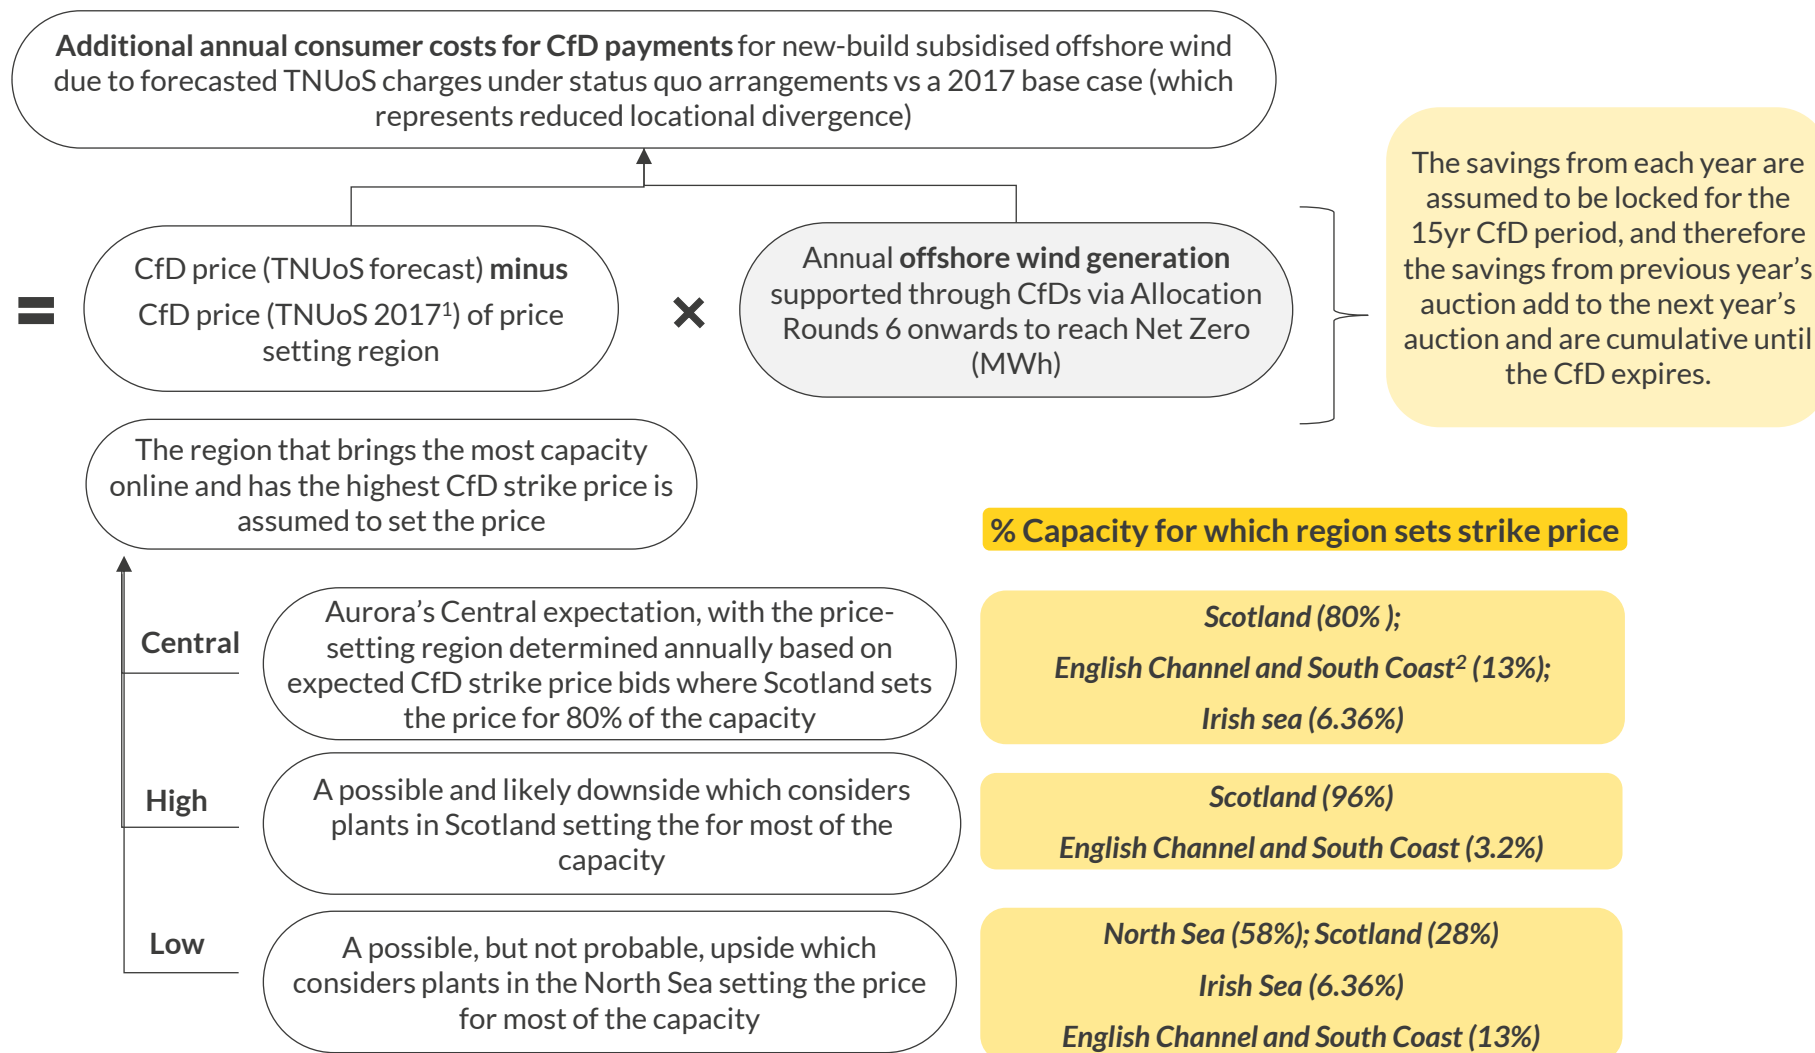 Additional annual consumer costs for CfD payments for new-build subsidised offshore wind
due to forecasted TNUoS charges under status quo arrangements vs a 2017 base case (which
represents reduced locational divergence)
The savings from each year are
assumed to be locked for the
15yr CfD period, and therefore
the savings from previous year's
auction add to the next year's
auction and are cumulative until
the CfD expires.
=
CfD price (TNUoS forecast) minus
CfD price (TNUoS 2017¹) of price
setting region
×
Annual offshore wind generation
supported through CfDs via Allocation
Rounds 6 onwards to reach Net Zero
(MWh)
The region that brings the most capacity
online and has the highest CfD strike price is
assumed to set the price
% Capacity for which region sets strike price
Central
Aurora's Central expectation, with the price-
setting region determined annually based on
expected CfD strike price bids where Scotland sets
the price for 80% of the capacity
Scotland (80% );
English Channel and South Coast² (13%);
Irish sea (6.36%)
High
A possible and likely downside which considers
plants in Scotland setting the for most of the
capacity
Scotland (96%)
English Channel and South Coast (3.2%)
Low
A possible, but not probable, upside which
considers plants in the North Sea setting the price
for most of the capacity
North Sea (58%); Scotland (28%)
Irish Sea (6.36%)
English Channel and South Coast (13%)